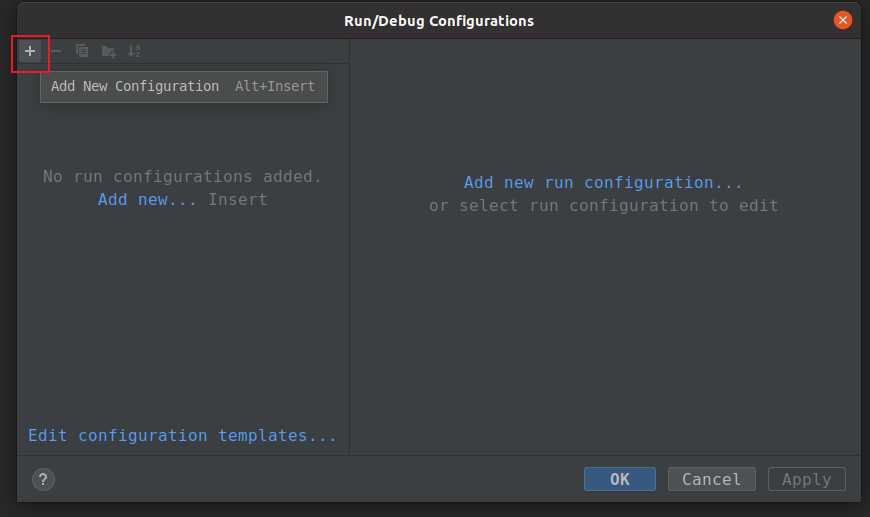 Run/Debug Configurations
Add New Configuration Alt+Insert
No run configurations added.
Add new... Insert
Add new run configuration...
or select run configuration to edit
Edit configuration templates...
?
OK
Cancel
Apply